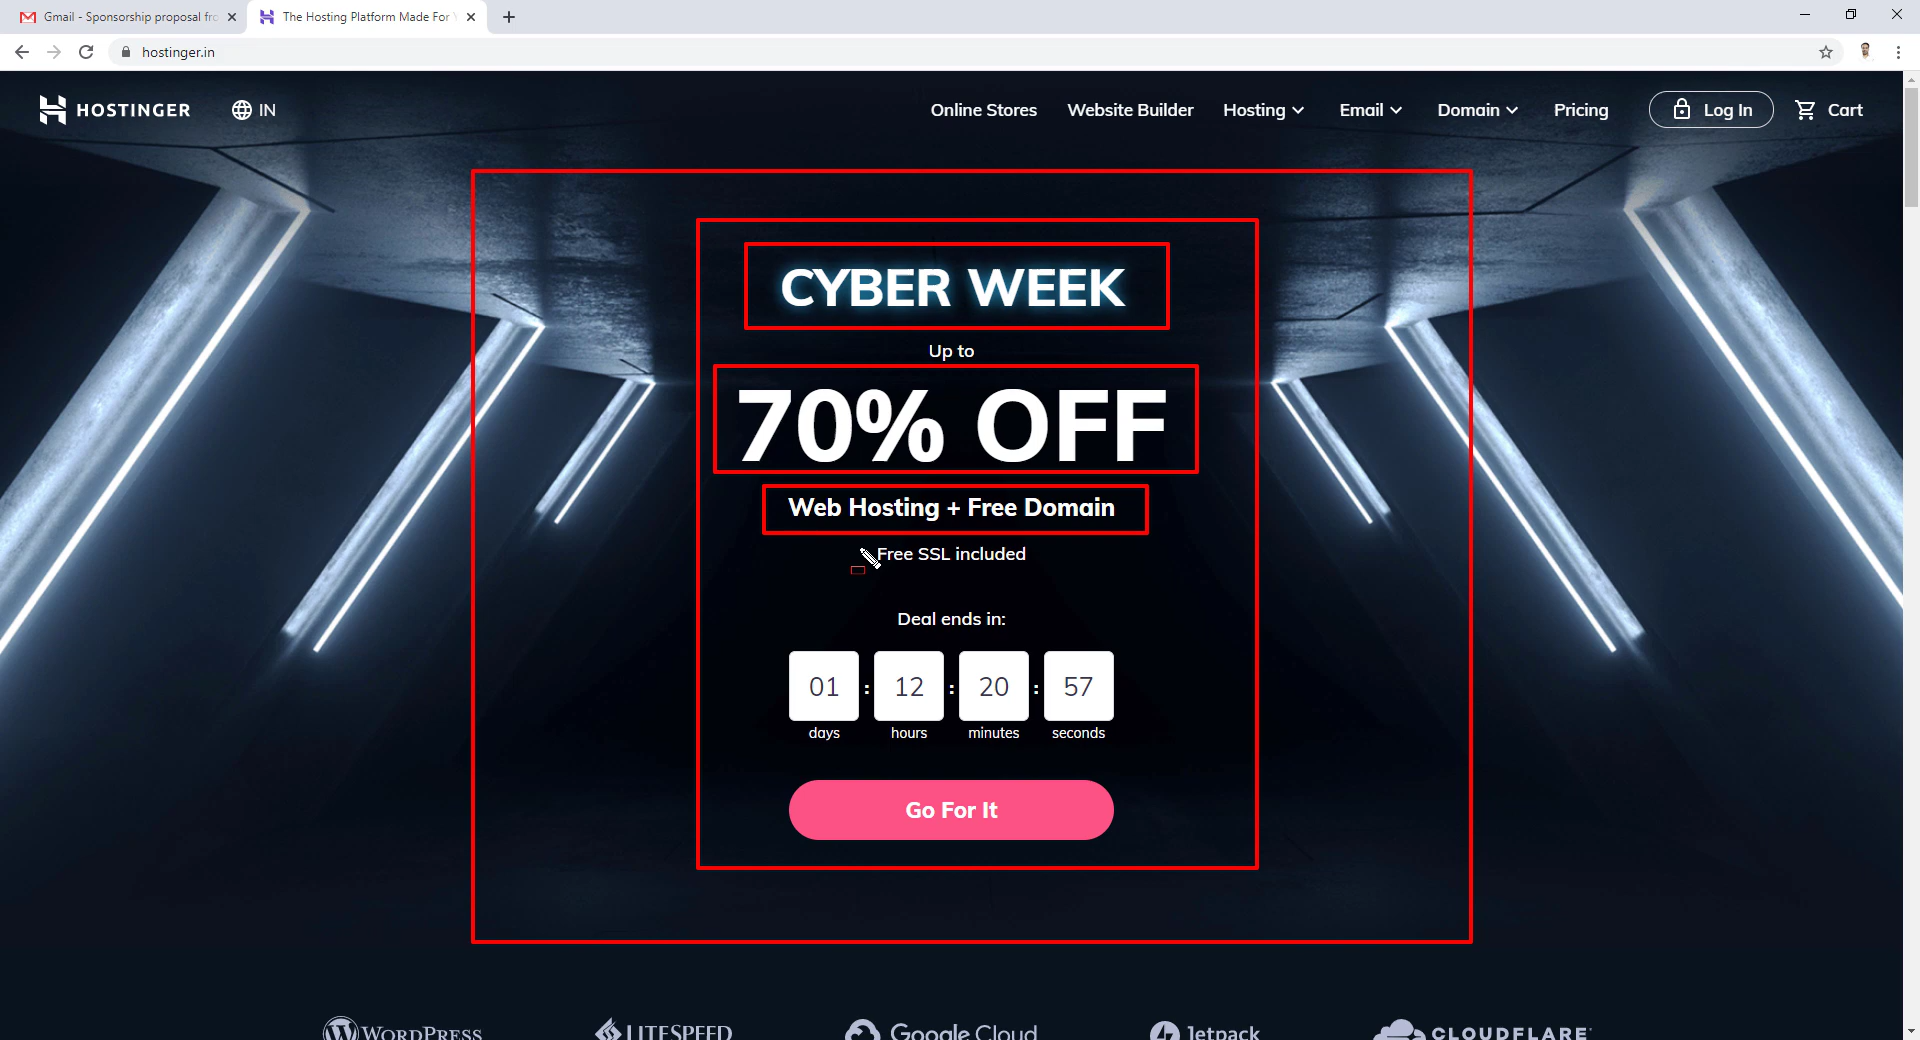 Gmail - Sponsorship proposal fro
The Hosting Platform Made For Y
hostinger.in
HOSTINGER
IN
Online Stores
Website Builder
Hosting
Email
Domain
Pricing
Log In
Cart
CYBER WEEK
Up to
70% OFF
Web Hosting + Free Domain
Free SSL included
Deal ends in:
01 : 12 : 20 : 57
days hours minutes seconds
Go For It
WORDPRESS
LITESPEED
Google Cloud
Jetpack
CLOUDFLARE